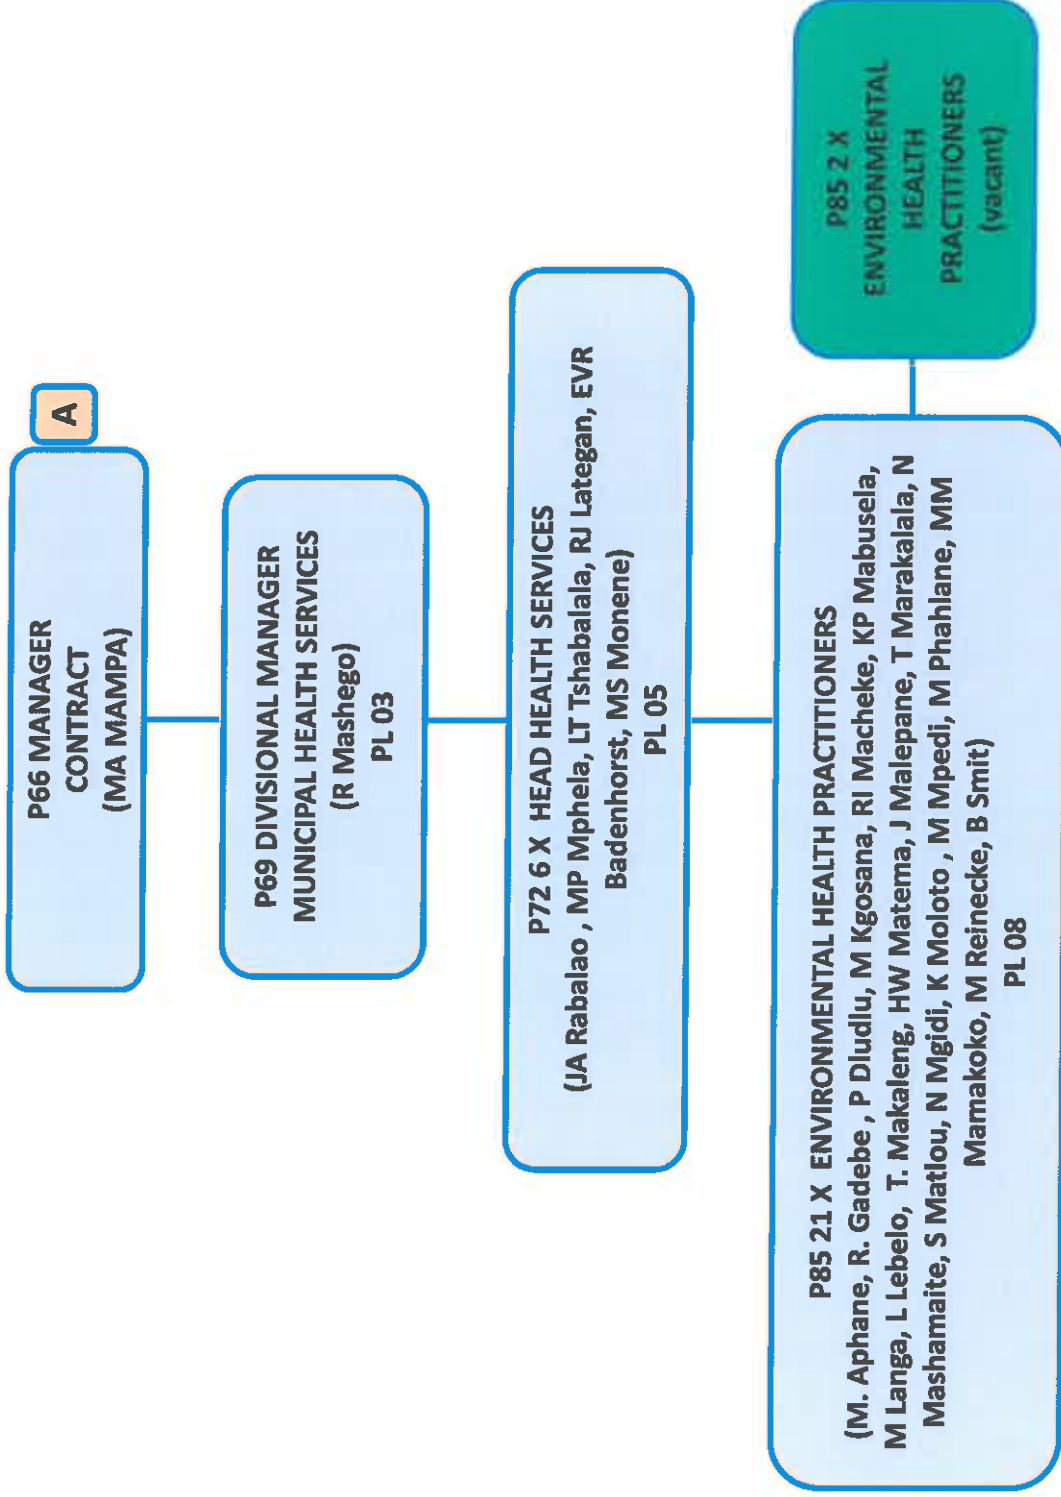 P66 MANAGER
CONTRACT
(MA MAMPA)
A
P69 DIVISIONAL MANAGER
MUNICIPAL HEALTH SERVICES
(R Mashego)
PL 03
P72 6 X HEAD HEALTH SERVICES
(JA Rabalao , MP Mphela, LT Tshabalala, RJ Lategan, EVR
Badenhorst, MS Monene)
PL 05
P85 21 X ENVIRONMENTAL HEALTH PRACTITIONERS
(M. Aphane, R. Gadebe , P Dludlu, M Kgosana, RI Macheke, KP Mabusela,
M Langa, L Lebelo, T. Makaleng, HW Matema, J Malepane, T Marakalala, N
Mashamaite, S Matlou, N Mgidi, K Moloto , M Mpedi, M Phahlane, MM
Mamakoko, M Reinecke, B Smit)
PL 08
P85 2 X
ENVIRONMENTAL
HEALTH
PRACTITIONERS
(vacant)